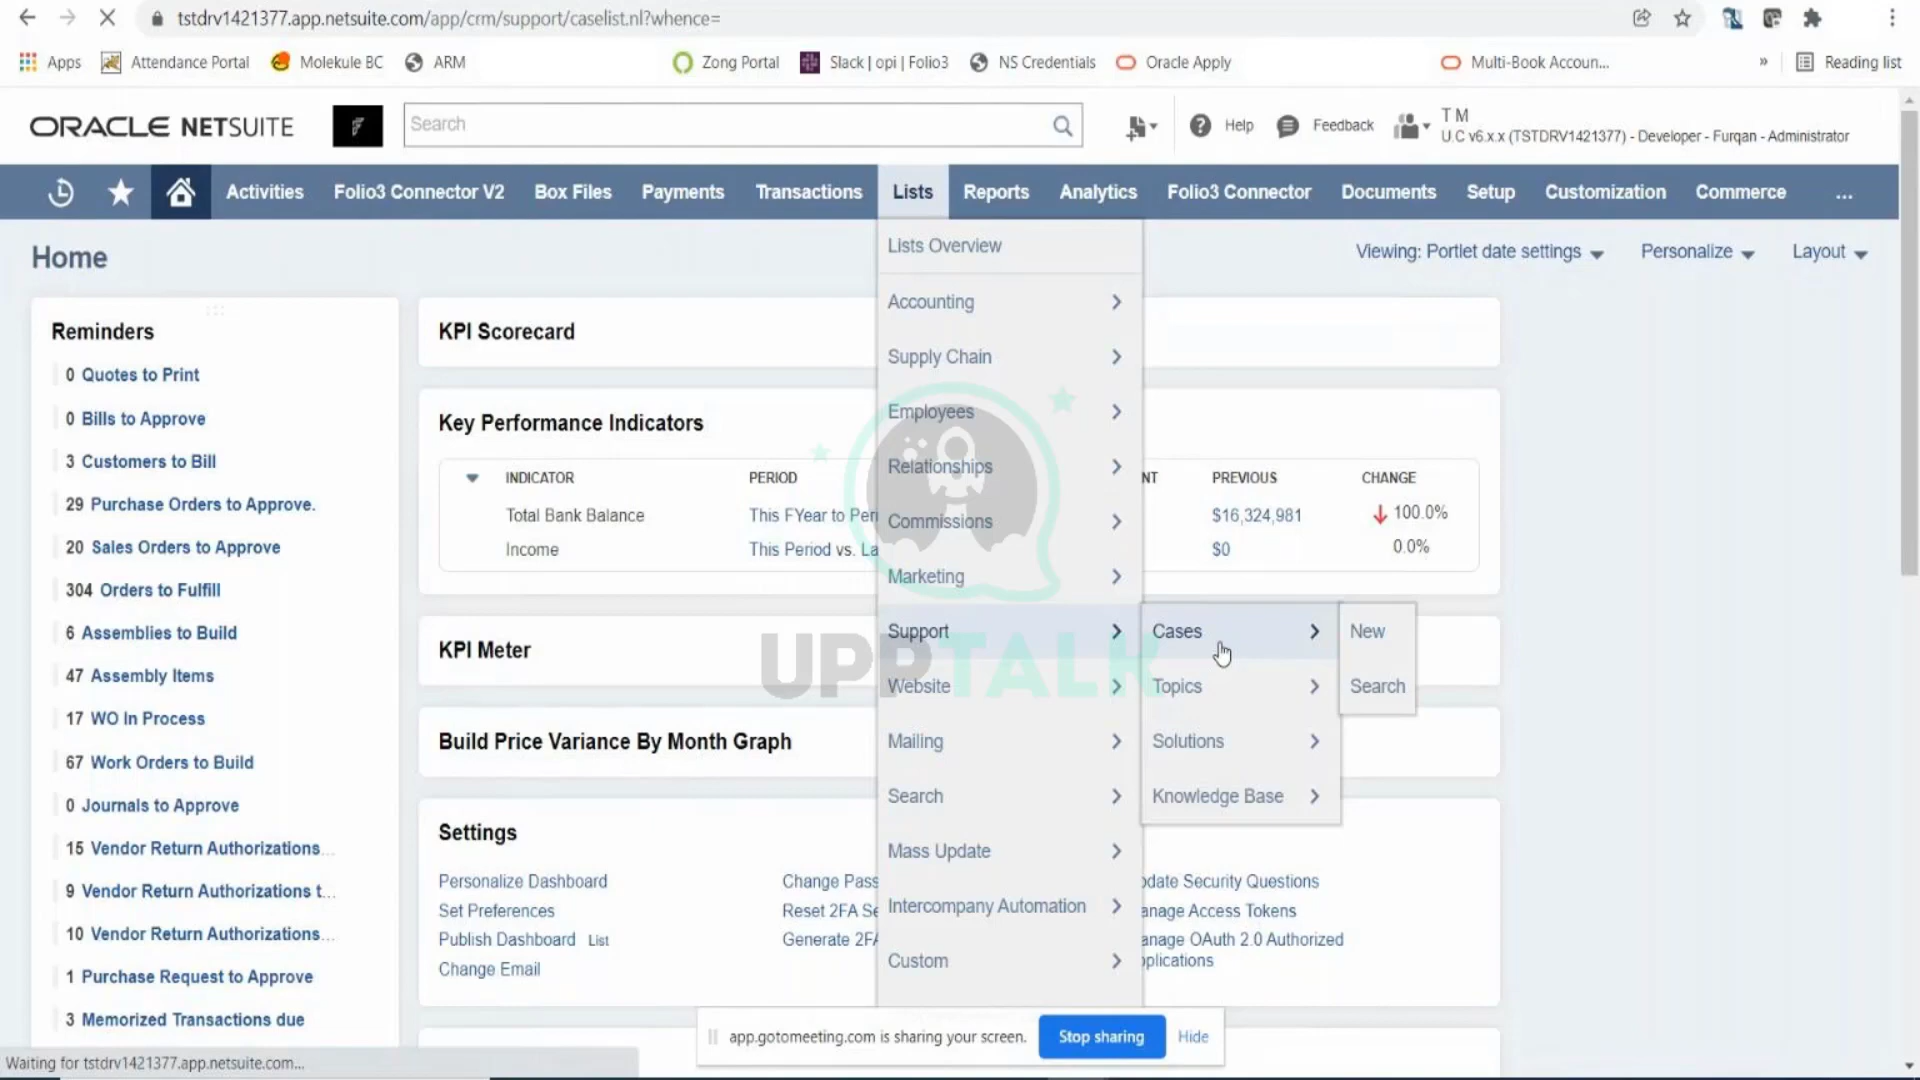 tstdrv1421377.app.netsuite.com/app/crm/support/caselist.nl?whence=
Apps
Attendance Portal
Molekule BC
ARM
Zong Portal
Slack | opi | Folio3
NS Credentials
Oracle Apply
Multi-Book Accoun...
»
Reading list
ORACLE NETSUITE
Search
Help
Feedback
T M
U.C v6.x.x (TSTDRV1421377) - Developer - Furqan - Administrator
Activities
Folio3 Connector V2
Box Files
Payments
Transactions
Lists
Reports
Analytics
Folio3 Connector
Documents
Setup
Customization
Commerce
...
Home
Viewing: Portlet date settings
Personalize
Layout
Reminders
0 Quotes to Print
0 Bills to Approve
3 Customers to Bill
29 Purchase Orders to Approve.
20 Sales Orders to Approve
304 Orders to Fulfill
6 Assemblies to Build
47 Assembly Items
17 WO In Process
67 Work Orders to Build
0 Journals to Approve
15 Vendor Return Authorizations...
9 Vendor Return Authorizations t...
10 Vendor Return Authorizations...
1 Purchase Request to Approve
3 Memorized Transactions due
KPI Scorecard
Key Performance Indicators
INDICATOR
PERIOD
NT
PREVIOUS
CHANGE
Total Bank Balance
This FYear to Peri
$16,324,981
100.0%
Income
This Period vs. La
$0
0.0%
KPI Meter
Build Price Variance By Month Graph
Settings
Personalize Dashboard
Set Preferences
Publish Dashboard List
Change Email
Change Pass
Reset 2FA Se
Generate 2FA
pdate Security Questions
anage Access Tokens
anage OAuth 2.0 Authorized
pplications
Lists Overview
Accounting
Supply Chain
Employees
Relationships
Commissions
Marketing
Support
Website
Mailing
Search
Mass Update
Intercompany Automation
Custom
Cases
Topics
Solutions
Knowledge Base
New
Search
UPPTALK
app.gotomeeting.com is sharing your screen.
Stop sharing
Hide
Waiting for tstdrv1421377.app.netsuite.com...